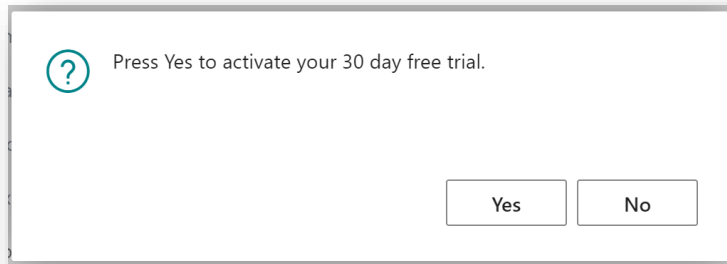 Press Yes to activate your 30 day free trial.
Yes
No